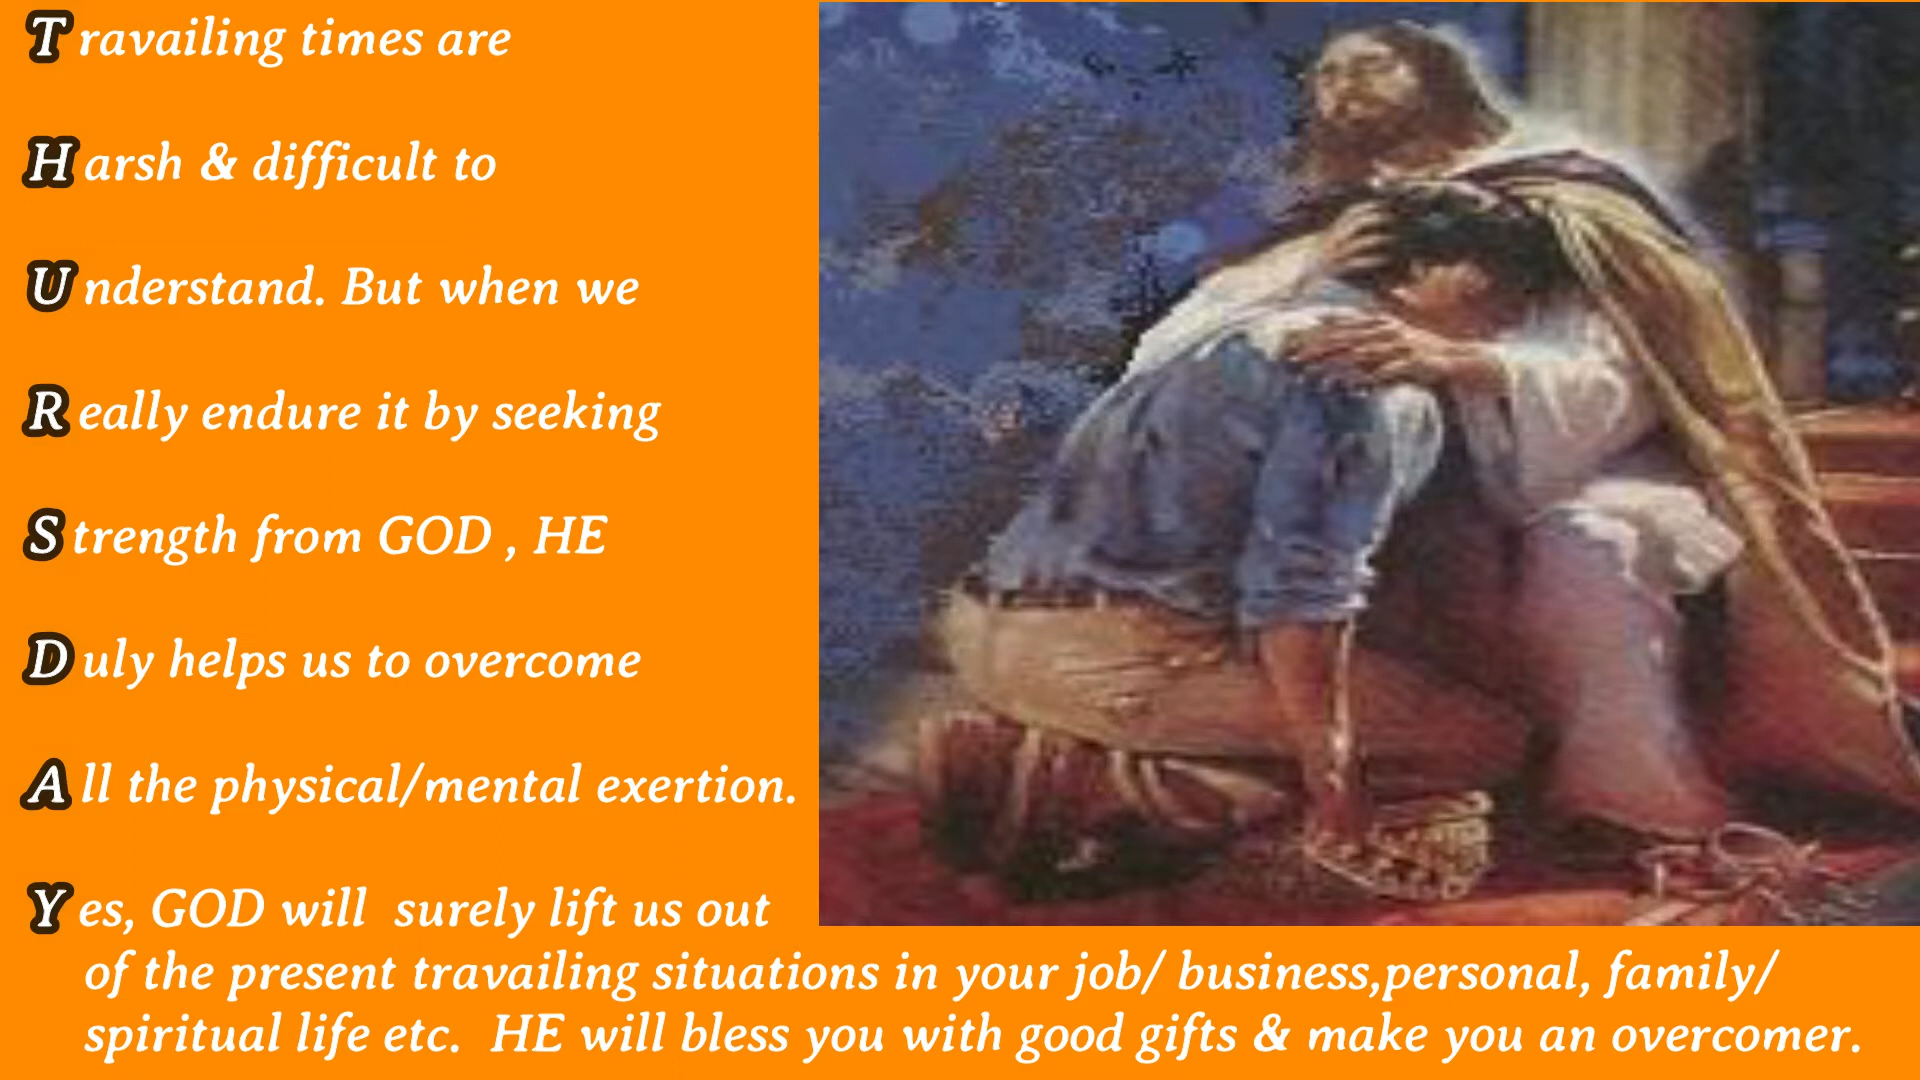 Travailing times are
Harsh & difficult to
Understand. But when we
Really endure it by seeking
Strength from GOD , HE
Duly helps us to overcome
All the physical/mental exertion.
Yes, GOD will surely lift us out
of the present travailing situations in your job/ business,personal, family/
spiritual life etc. HE will bless you with good gifts & make you an overcomer.